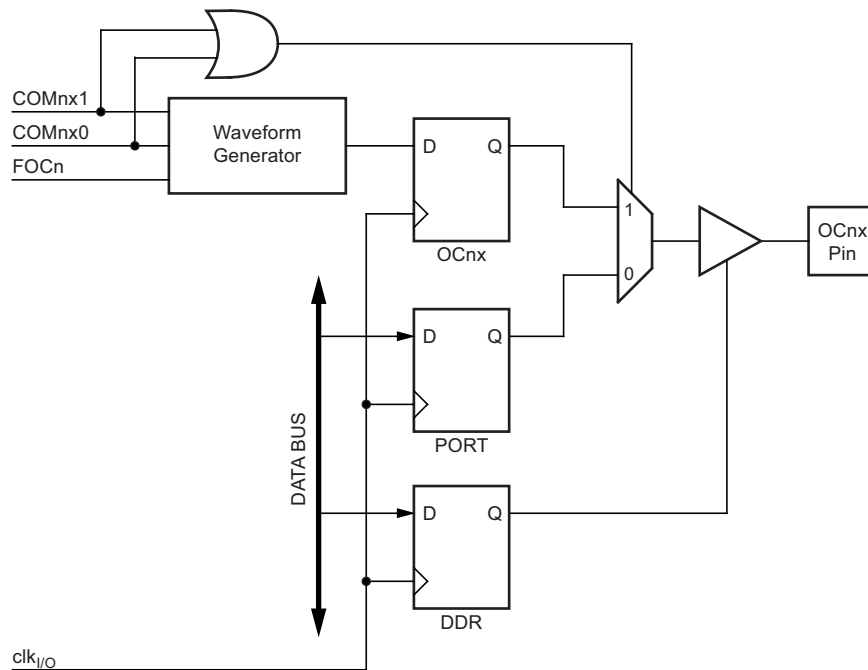 COMnx1
COMnx0
FOCn
Waveform
Generator
D
Q
OCnx
1
0
OCnx
Pin
D
Q
PORT
DATA BUS
D
Q
DDR
clkI/O